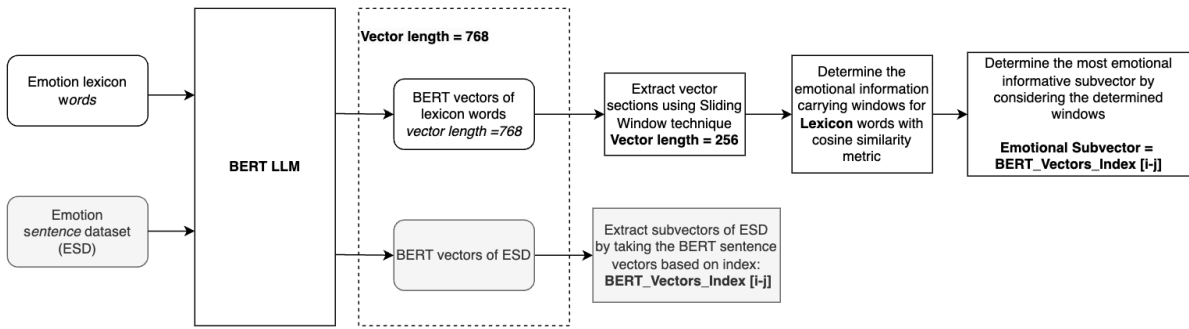 Emotion lexicon
words
Emotion
sentence dataset
(ESD)
BERT LLM
Vector length = 768
BERT vectors of
lexicon words
vector length =768
BERT vectors of ESD
Extract vector
sections using Sliding
Window technique
Vector length = 256
Extract subvectors of ESD
by taking the BERT sentence
vectors based on index:
BERT_Vectors_Index [i-j]
Determine the
emotional information
carrying windows for
Lexicon words with
cosine similarity
metric
Determine the most emotional
informative subvector by
considering the determined
windows
Emotional Subvector =
BERT_Vectors_Index [i-j]